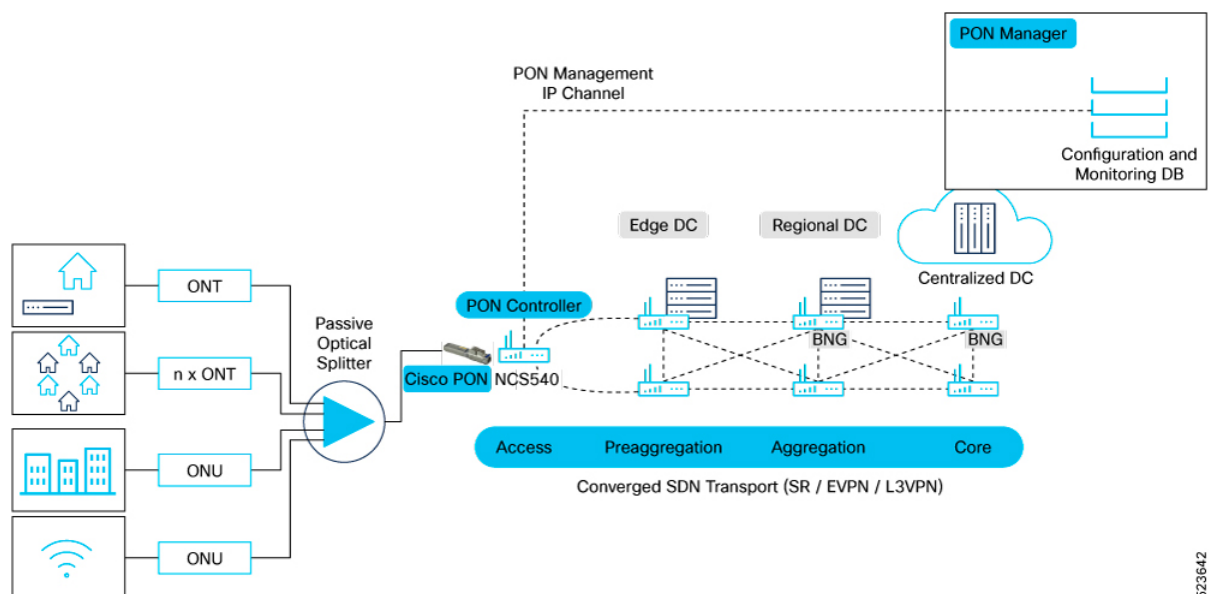 PON Manager
PON Management
IP Channel
Configuration and
Monitoring DB
Edge DC
Regional DC
Centralized DC
ONT
PON Controller
Passive
Optical
Splitter
BNG
BNG
n x ONT
Cisco PON NCS540
Access Preaggregation Aggregation Core
ONU
Converged SDN Transport (SR / EVPN / L3VPN)
ONU
523642